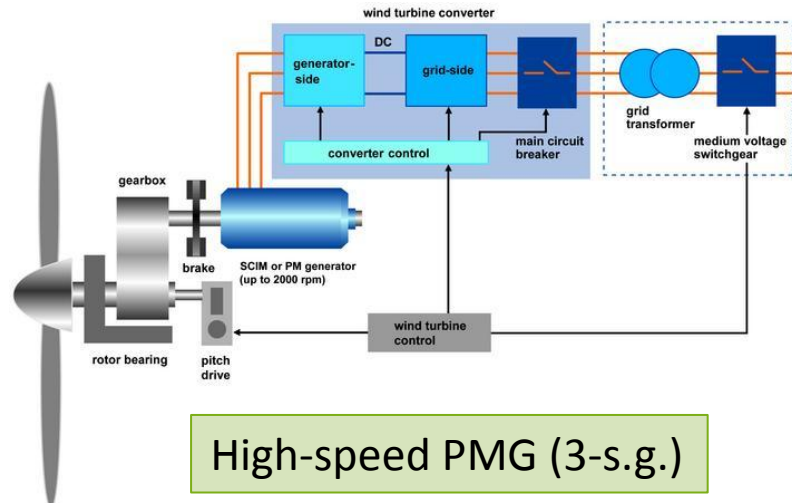 wind turbine converter
DC
generator-
side
grid-side
converter control
main circuit
breaker
grid
transformer
medium voltage
switchgear
gearbox
brake
SCIM or PM generator
(up to 2000 rpm)
rotor bearing
pitch
drive
wind turbine
control
High-speed PMG (3-s.g.)